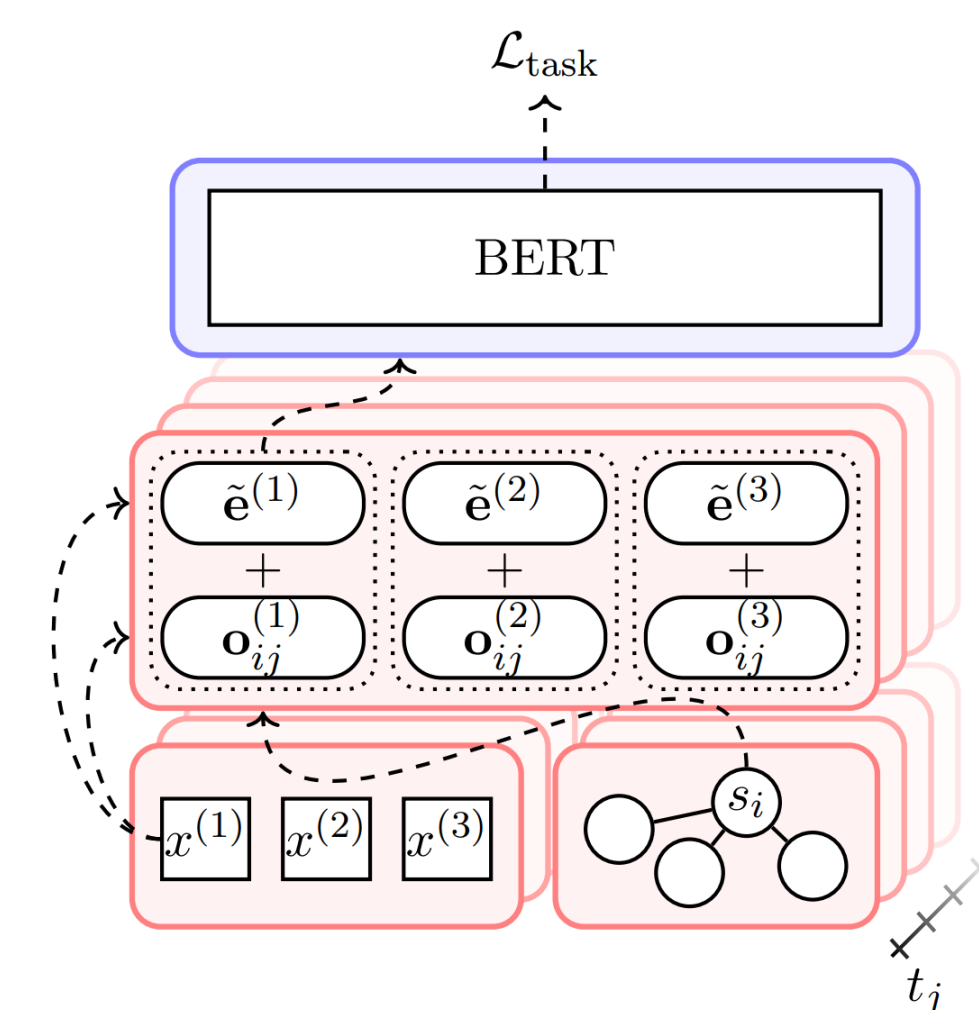 ℒ_task
BERT
ẽ^(1) ẽ^(2) ẽ^(3)
+ + +
o_ij^(1) o_ij^(2) o_ij^(3)
x^(1) x^(2) x^(3) s_i
t_j